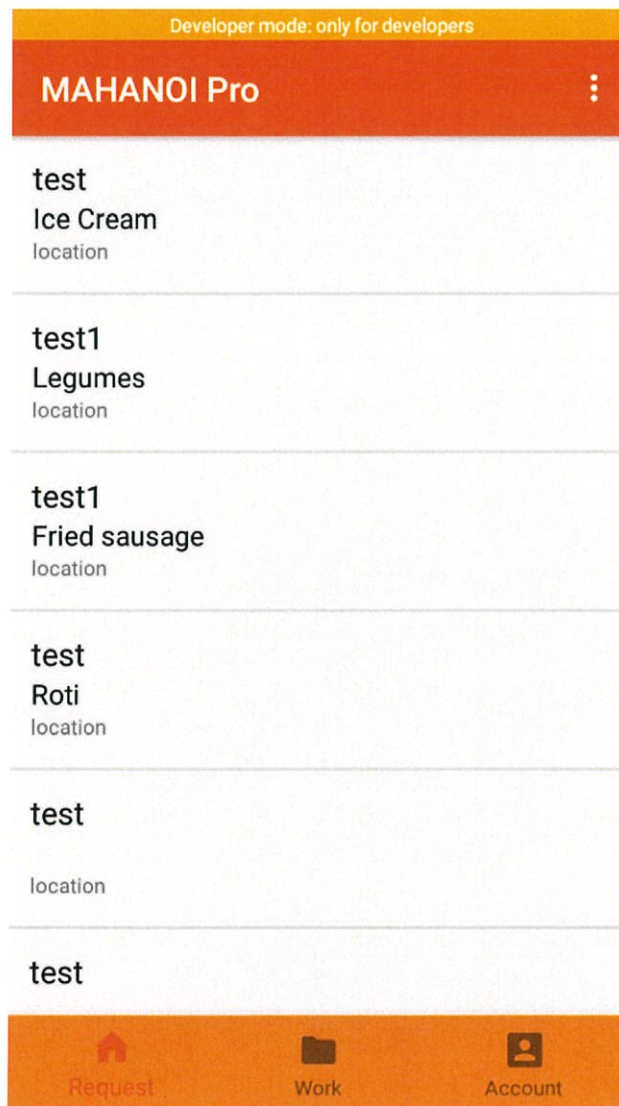 Developer mode: only for developers
MAHANOI Pro
test
Ice Cream
location
test1
Legumes
location
test1
Fried sausage
location
test
Roti
location
test
location
test
Request
Work
Account